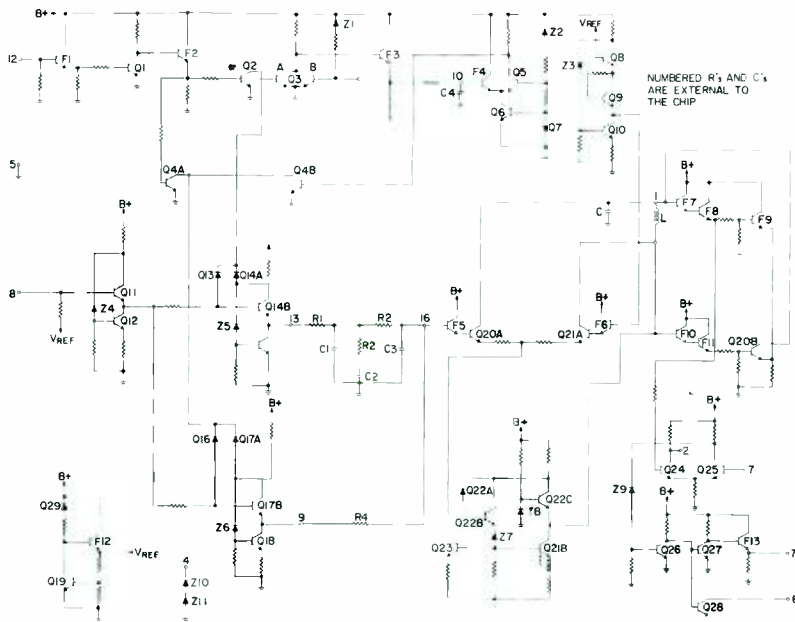 B+ Z1 Z2 VREF
12 F1 Q1 F2 Q2 A Q3 B F3 F4 10 C4 Q5 Q6 Q7 Z3 Q8 Q9 Q10
NUMBERED R's AND C's
ARE EXTERNAL TO
THE CHIP
5 Q4A Q4B
B+ F7 F8 F9 C 1 L
8 Q11 Z4 Q12 VREF
Q13 Q14A Z5 Q14B
13 R1 R2 16 C1 R2 C3 C2
B+ F5 Q20A Q21A F6 B+
B+ F10 F11 Q20B
B+ Q16 Q17A Q17B Z6 Q18
9 R4
B+ Q22A Q22B Q22C Z7 Q23 Q21B
B+ 2 Q24 Q25 7
Z9 B+ Q26 Q27 F13 7
Q28 6
B+ Q29 F12 VREF Q19
4 Z10 Z11